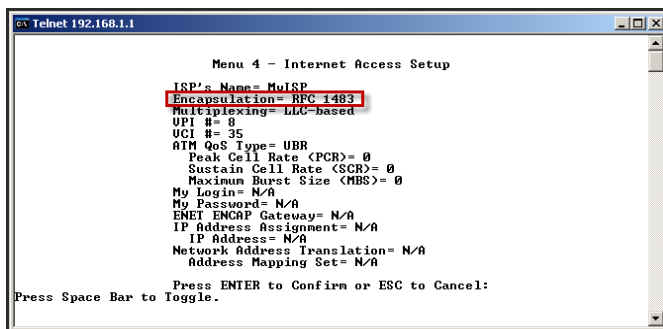 Telnet 192.168.1.1
Menu 4 - Internet Access Setup
ISP's Name= MyISP
Encapsulation= RFC 1483
Multiplexing= LLC-based
VPI #= 8
VCI #= 35
ATM QoS Type= UBR
Peak Cell Rate (PCR)= 0
Sustain Cell Rate (SCR)= 0
Maximum Burst Size (MBS)= 0
My Login= N/A
My Password= N/A
ENET ENCAP Gateway= N/A
IP Address Assignment= N/A
IP Address= N/A
Network Address Translation= N/A
Address Mapping Set= N/A
Press ENTER to Confirm or ESC to Cancel:
Press Space Bar to Toggle.